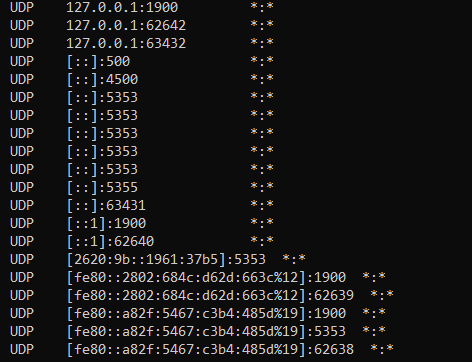 UDP    127.0.0.1:1900         *:*
UDP    127.0.0.1:62642        *:*
UDP    127.0.0.1:63432        *:*
UDP    [::]:500               *:*
UDP    [::]:4500              *:*
UDP    [::]:5353              *:*
UDP    [::]:5353              *:*
UDP    [::]:5353              *:*
UDP    [::]:5353              *:*
UDP    [::]:5353              *:*
UDP    [::]:5355              *:*
UDP    [::]:63431             *:*
UDP    [::1]:1900             *:*
UDP    [::1]:62640            *:*
UDP    [2620:9b::1961:37b5]:5353  *:*
UDP    [fe80::2802:684c:d62d:663c%12]:1900  *:*
UDP    [fe80::2802:684c:d62d:663c%12]:62639  *:*
UDP    [fe80::a82f:5467:c3b4:485d%19]:1900  *:*
UDP    [fe80::a82f:5467:c3b4:485d%19]:5353  *:*
UDP    [fe80::a82f:5467:c3b4:485d%19]:62638  *:*